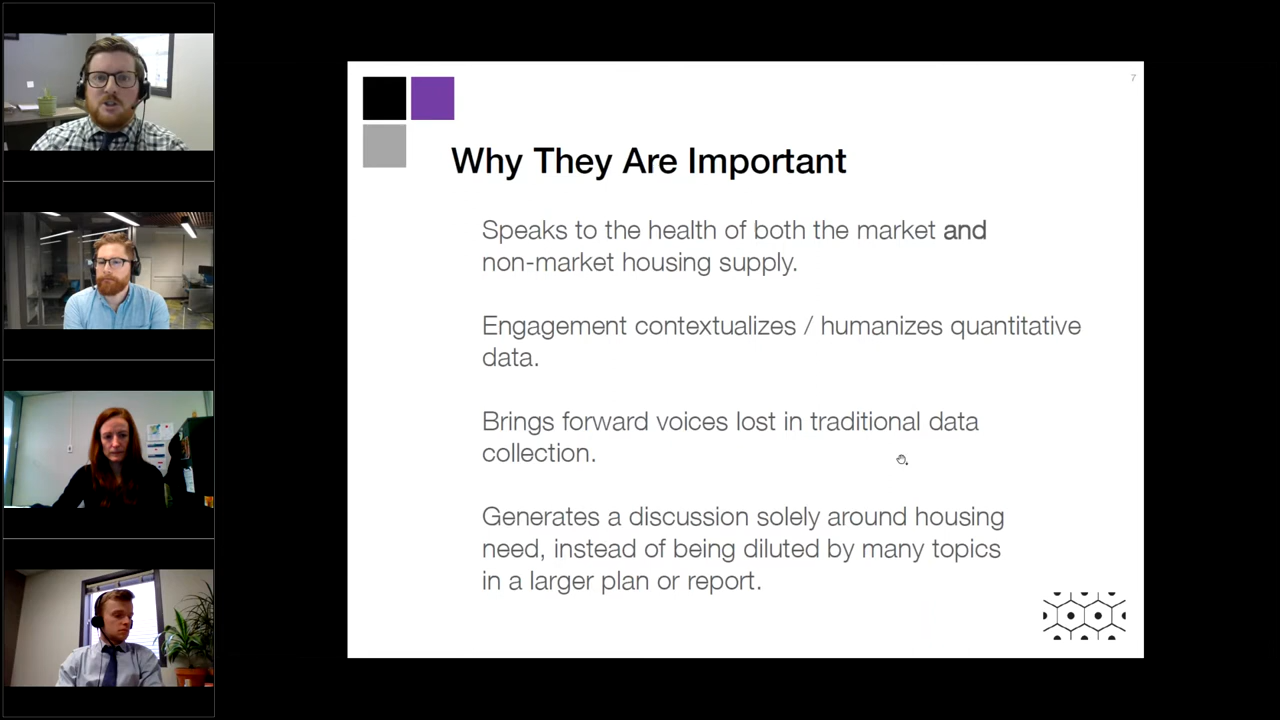 7
Why They Are Important
Speaks to the health of both the market and
non-market housing supply.
Engagement contextualizes / humanizes quantitative
data.
Brings forward voices lost in traditional data
collection.
Generates a discussion solely around housing
need, instead of being diluted by many topics
in a larger plan or report.